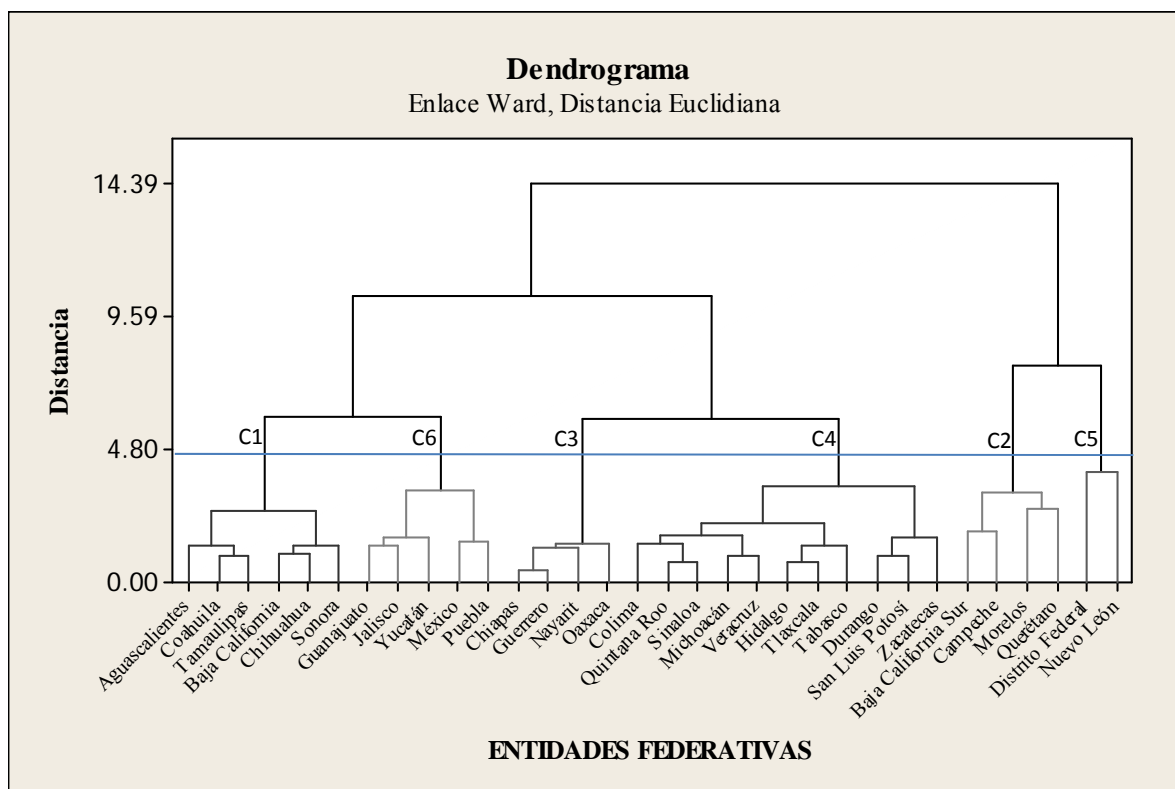 Dendrograma
Enlace Ward, Distancia Euclidiana
14.39
9.59
4.80
0.00
Distancia
C1
C6
C3
C4
C2
C5
Aguascalientes
Coahuila
Tamaulipas
Baja California
Chihuahua
Sonora
Guanajuato
Jalisco
Yucatán
México
Puebla
Chiapas
Guerrero
Nayarit
Oaxaca
Colima
Quintana Roo
Sinaloa
Michoacán
Veracruz
Hidalgo
Tlaxcala
Tabasco
Durango
San Luis Potosí
Zacatecas
Baja California Sur
Campeche
Morelos
Querétaro
Distrito Federal
Nuevo León
ENTIDADES FEDERATIVAS